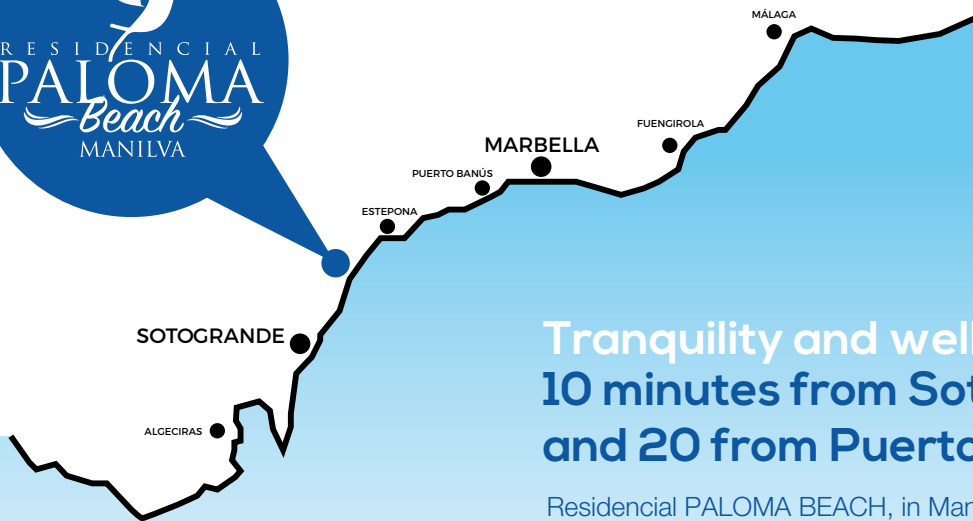 RESIDENCIAL
PALOMA
Beach
MANILVA
MÁLAGA
FUENGIROLA
MARBELLA
PUERTO BANÚS
ESTEPONA
SOTOGRANDE
ALGECIRAS
Tranquility and well
10 minutes from Sot
and 20 from Puerto
Residencial PALOMA BEACH, in Man